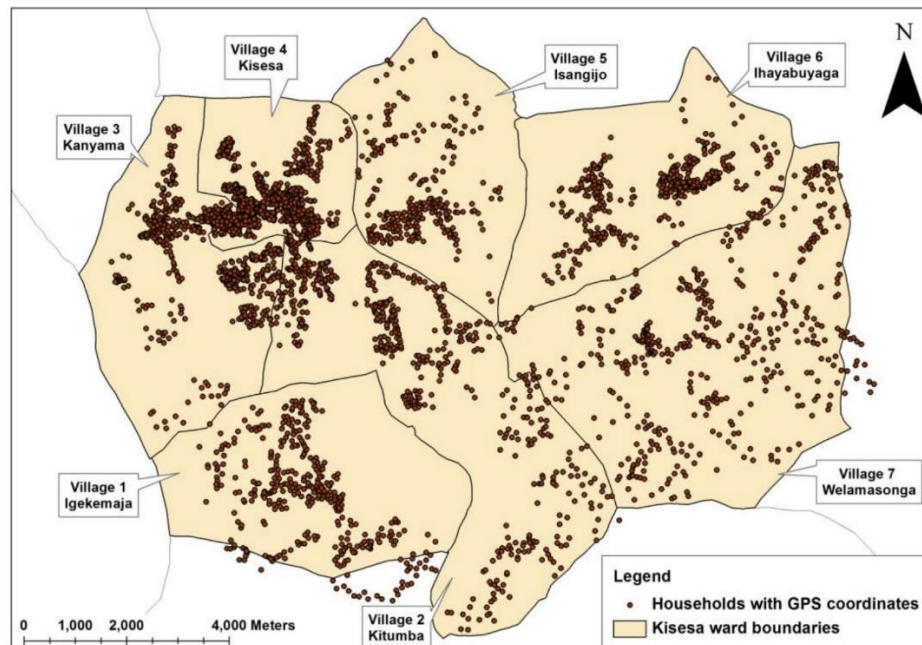 Village 4
Kisesa
Village 5
Isangijo
Village 6
Ihayabuyaga
N
Village 3
Kanyama
Village 1
Igekemaja
Village 7
Welamasonga
Village 2
Kitumba
Legend
Households with GPS coordinates
Kisesa ward boundaries
0 1,000 2,000 4,000 Meters